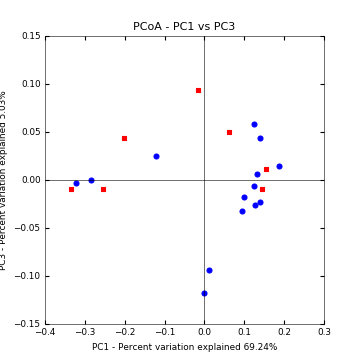 PCoA - PC1 vs PC3
0.15
0.10
0.05
0.00
−0.05
−0.10
−0.15
PC3 - Percent variation explained 5.03%
−0.4 −0.3 −0.2 −0.1 0.0 0.1 0.2 0.3
PC1 - Percent variation explained 69.24%